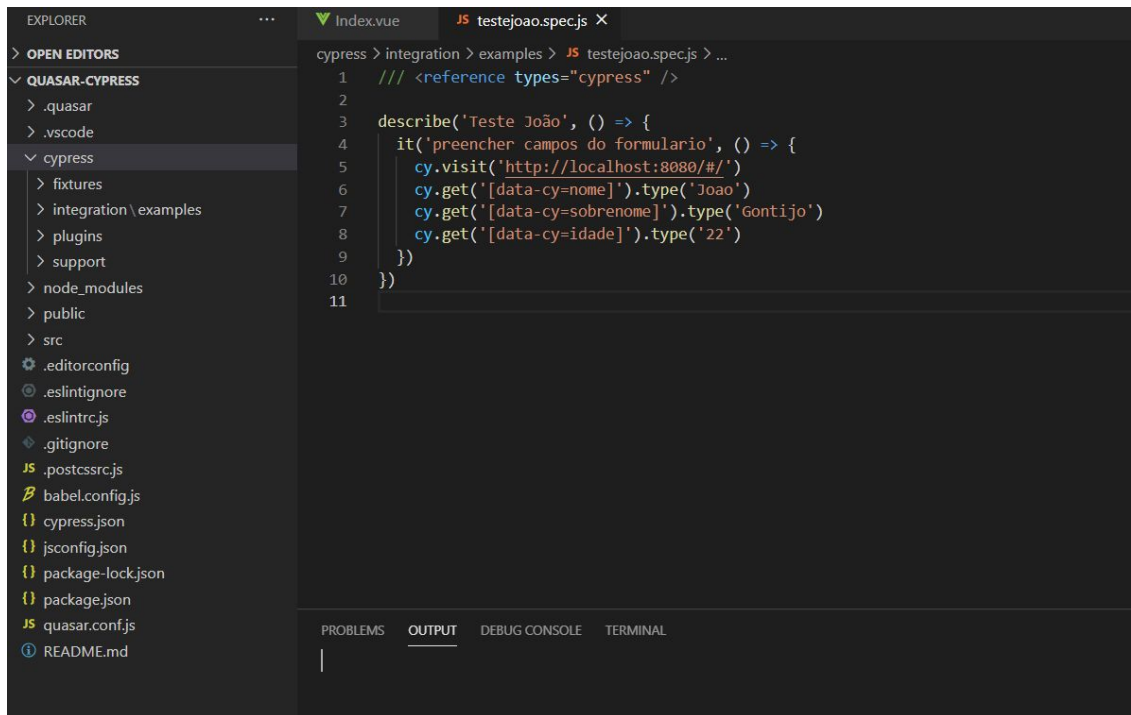 EXPLORER ...
> OPEN EDITORS
QUASAR-CYPRESS
> .quasar
> .vscode
cypress
> fixtures
> integration \ examples
> plugins
> support
> node_modules
> public
> src
.editorconfig
.eslintignore
.eslintrc.js
.gitignore
JS .postcssrc.js
babel.config.js
{} cypress.json
{} jsconfig.json
{} package-lock.json
{} package.json
JS quasar.conf.js
README.md
Index.vue JS testejoao.spec.js ×
cypress > integration > examples > JS testejoao.spec.js > ...
1 /// <reference types="cypress" />
2
3 describe('Teste João', () => {
4 it('preencher campos do formulario', () => {
5 cy.visit('http://localhost:8080/#/')
6 cy.get('[data-cy=nome]').type('Joao')
7 cy.get('[data-cy=sobrenome]').type('Gontijo')
8 cy.get('[data-cy=idade]').type('22')
9 })
10 })
11
PROBLEMS OUTPUT DEBUG CONSOLE TERMINAL